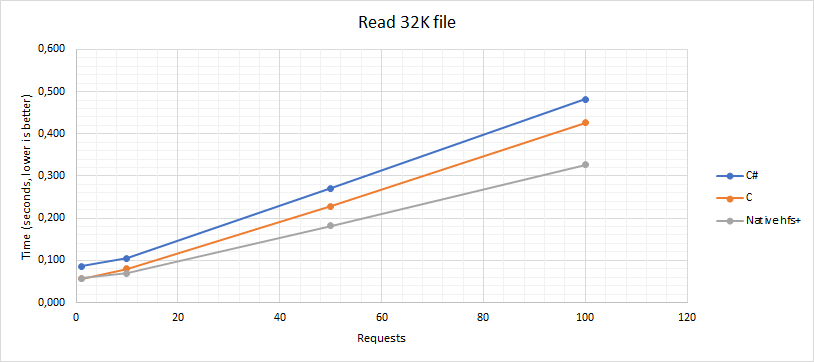 Read 32K file
Time (seconds, lower is better)
0,600
0,500
0,400
0,300
0,200
0,100
0,000
0 20 40 60 80 100 120
Requests
C#
C
Native hfs+